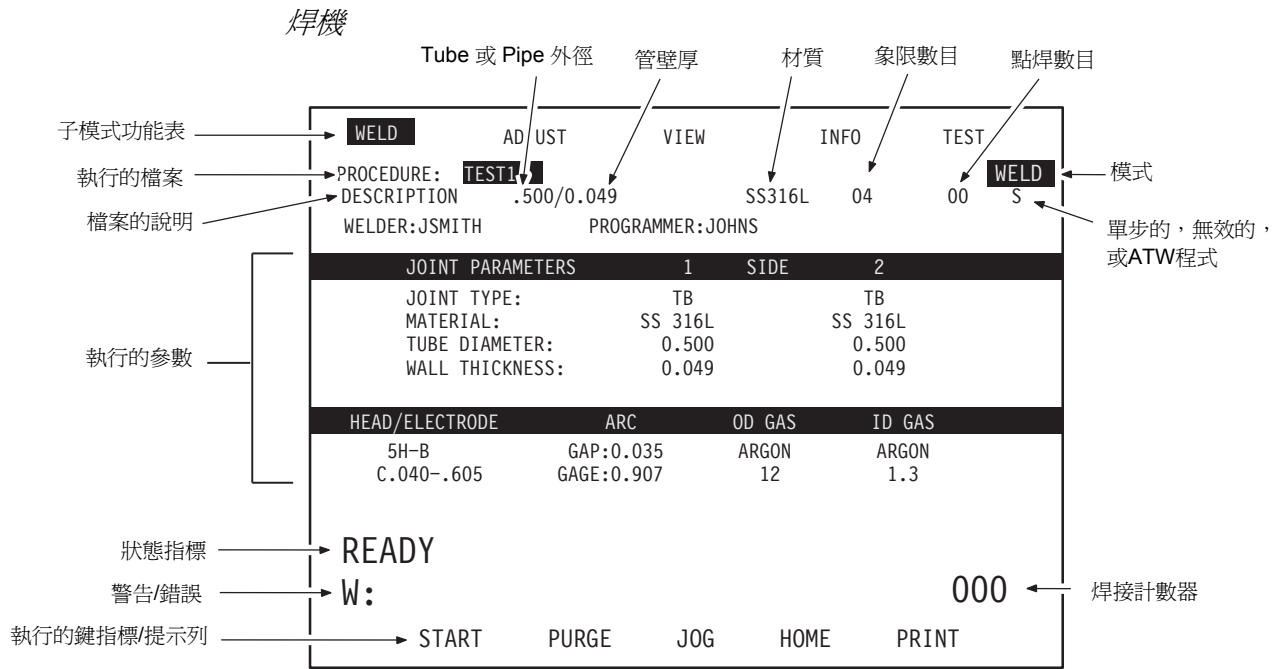 焊機
Tube 或 Pipe 外徑
管壁厚
材質
象限數目
點焊數目
子模式功能表
WELD ADJUST VIEW INFO TEST
執行的檔案
PROCEDURE: TEST1
WELD
模式
檔案的說明
DESCRIPTION .500/0.049 SS316L 04 00 S
單步的，無效的，
或ATW程式
WELDER:JSMITH PROGRAMMER:JOHNS
JOINT PARAMETERS 1 SIDE 2
JOINT TYPE: TB TB
MATERIAL: SS 316L SS 316L
TUBE DIAMETER: 0.500 0.500
WALL THICKNESS: 0.049 0.049
執行的參數
HEAD/ELECTRODE ARC OD GAS ID GAS
5H-B GAP:0.035 ARGON ARGON
C.040-.605 GAGE:0.907 12 1.3
狀態指標
READY
警告/錯誤
W: 000
焊接計數器
執行的鍵指標/提示列
START PURGE JOG HOME PRINT